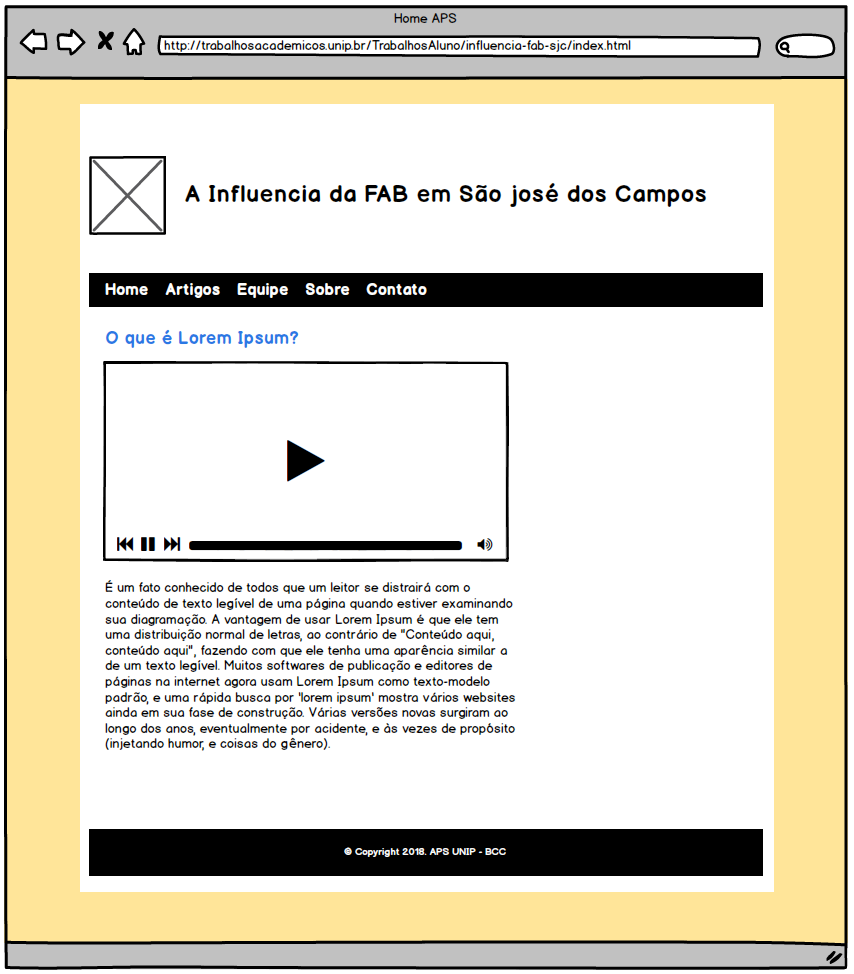 Home APS
http://trabalhosacademicos.unip.br/TrabalhosAluno/influencia-fab-sjc/index.html
A Influencia da FAB em São josé dos Campos
Home Artigos Equipe Sobre Contato
O que é Lorem Ipsum?
É um fato conhecido de todos que um leitor se distrairá com o
conteúdo de texto legível de uma página quando estiver examinando
sua diagramação. A vantagem de usar Lorem Ipsum é que ele tem
uma distribuição normal de letras, ao contrário de "Conteúdo aqui,
conteúdo aqui", fazendo com que ele tenha uma aparência similar a
de um texto legível. Muitos softwares de publicação e editores de
páginas na internet agora usam Lorem Ipsum como texto-modelo
padrão, e uma rápida busca por 'lorem ipsum' mostra vários websites
ainda em sua fase de construção. Várias versões novas surgiram ao
longo dos anos, eventualmente por acidente, e às vezes de propósito
(injetando humor, e coisas do gênero).
© Copyright 2018. APS UNIP - BCC